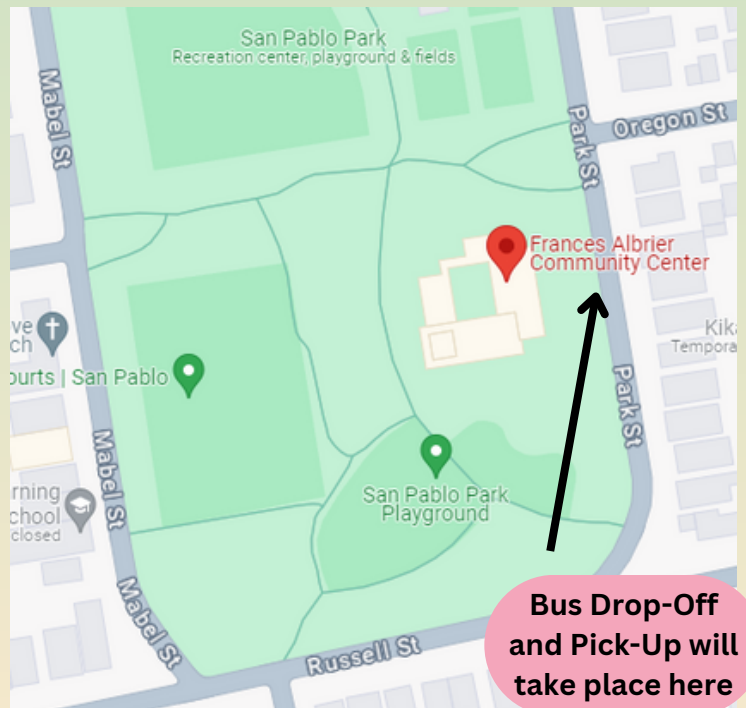 San Pablo Park
Recreation center, playground & fields
Mabel St
Park St
Oregon St
Frances Albrier
Community Center
ourts | San Pablo
Park St
Mabel St
San Pablo Park
Playground
closed
Mabel St
Russell St
Bus Drop-Off
and Pick-Up will
take place here